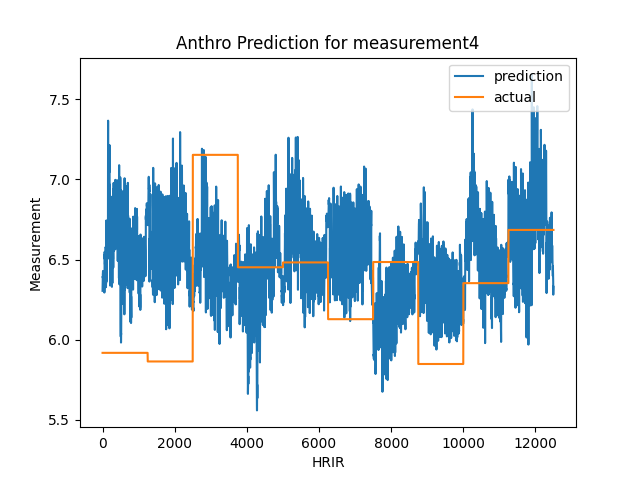 Anthro Prediction for measurement4
prediction
actual
7.5
7.0
6.5
6.0
5.5
Measurement
0
2000
4000
6000
8000
10000
12000
HRIR